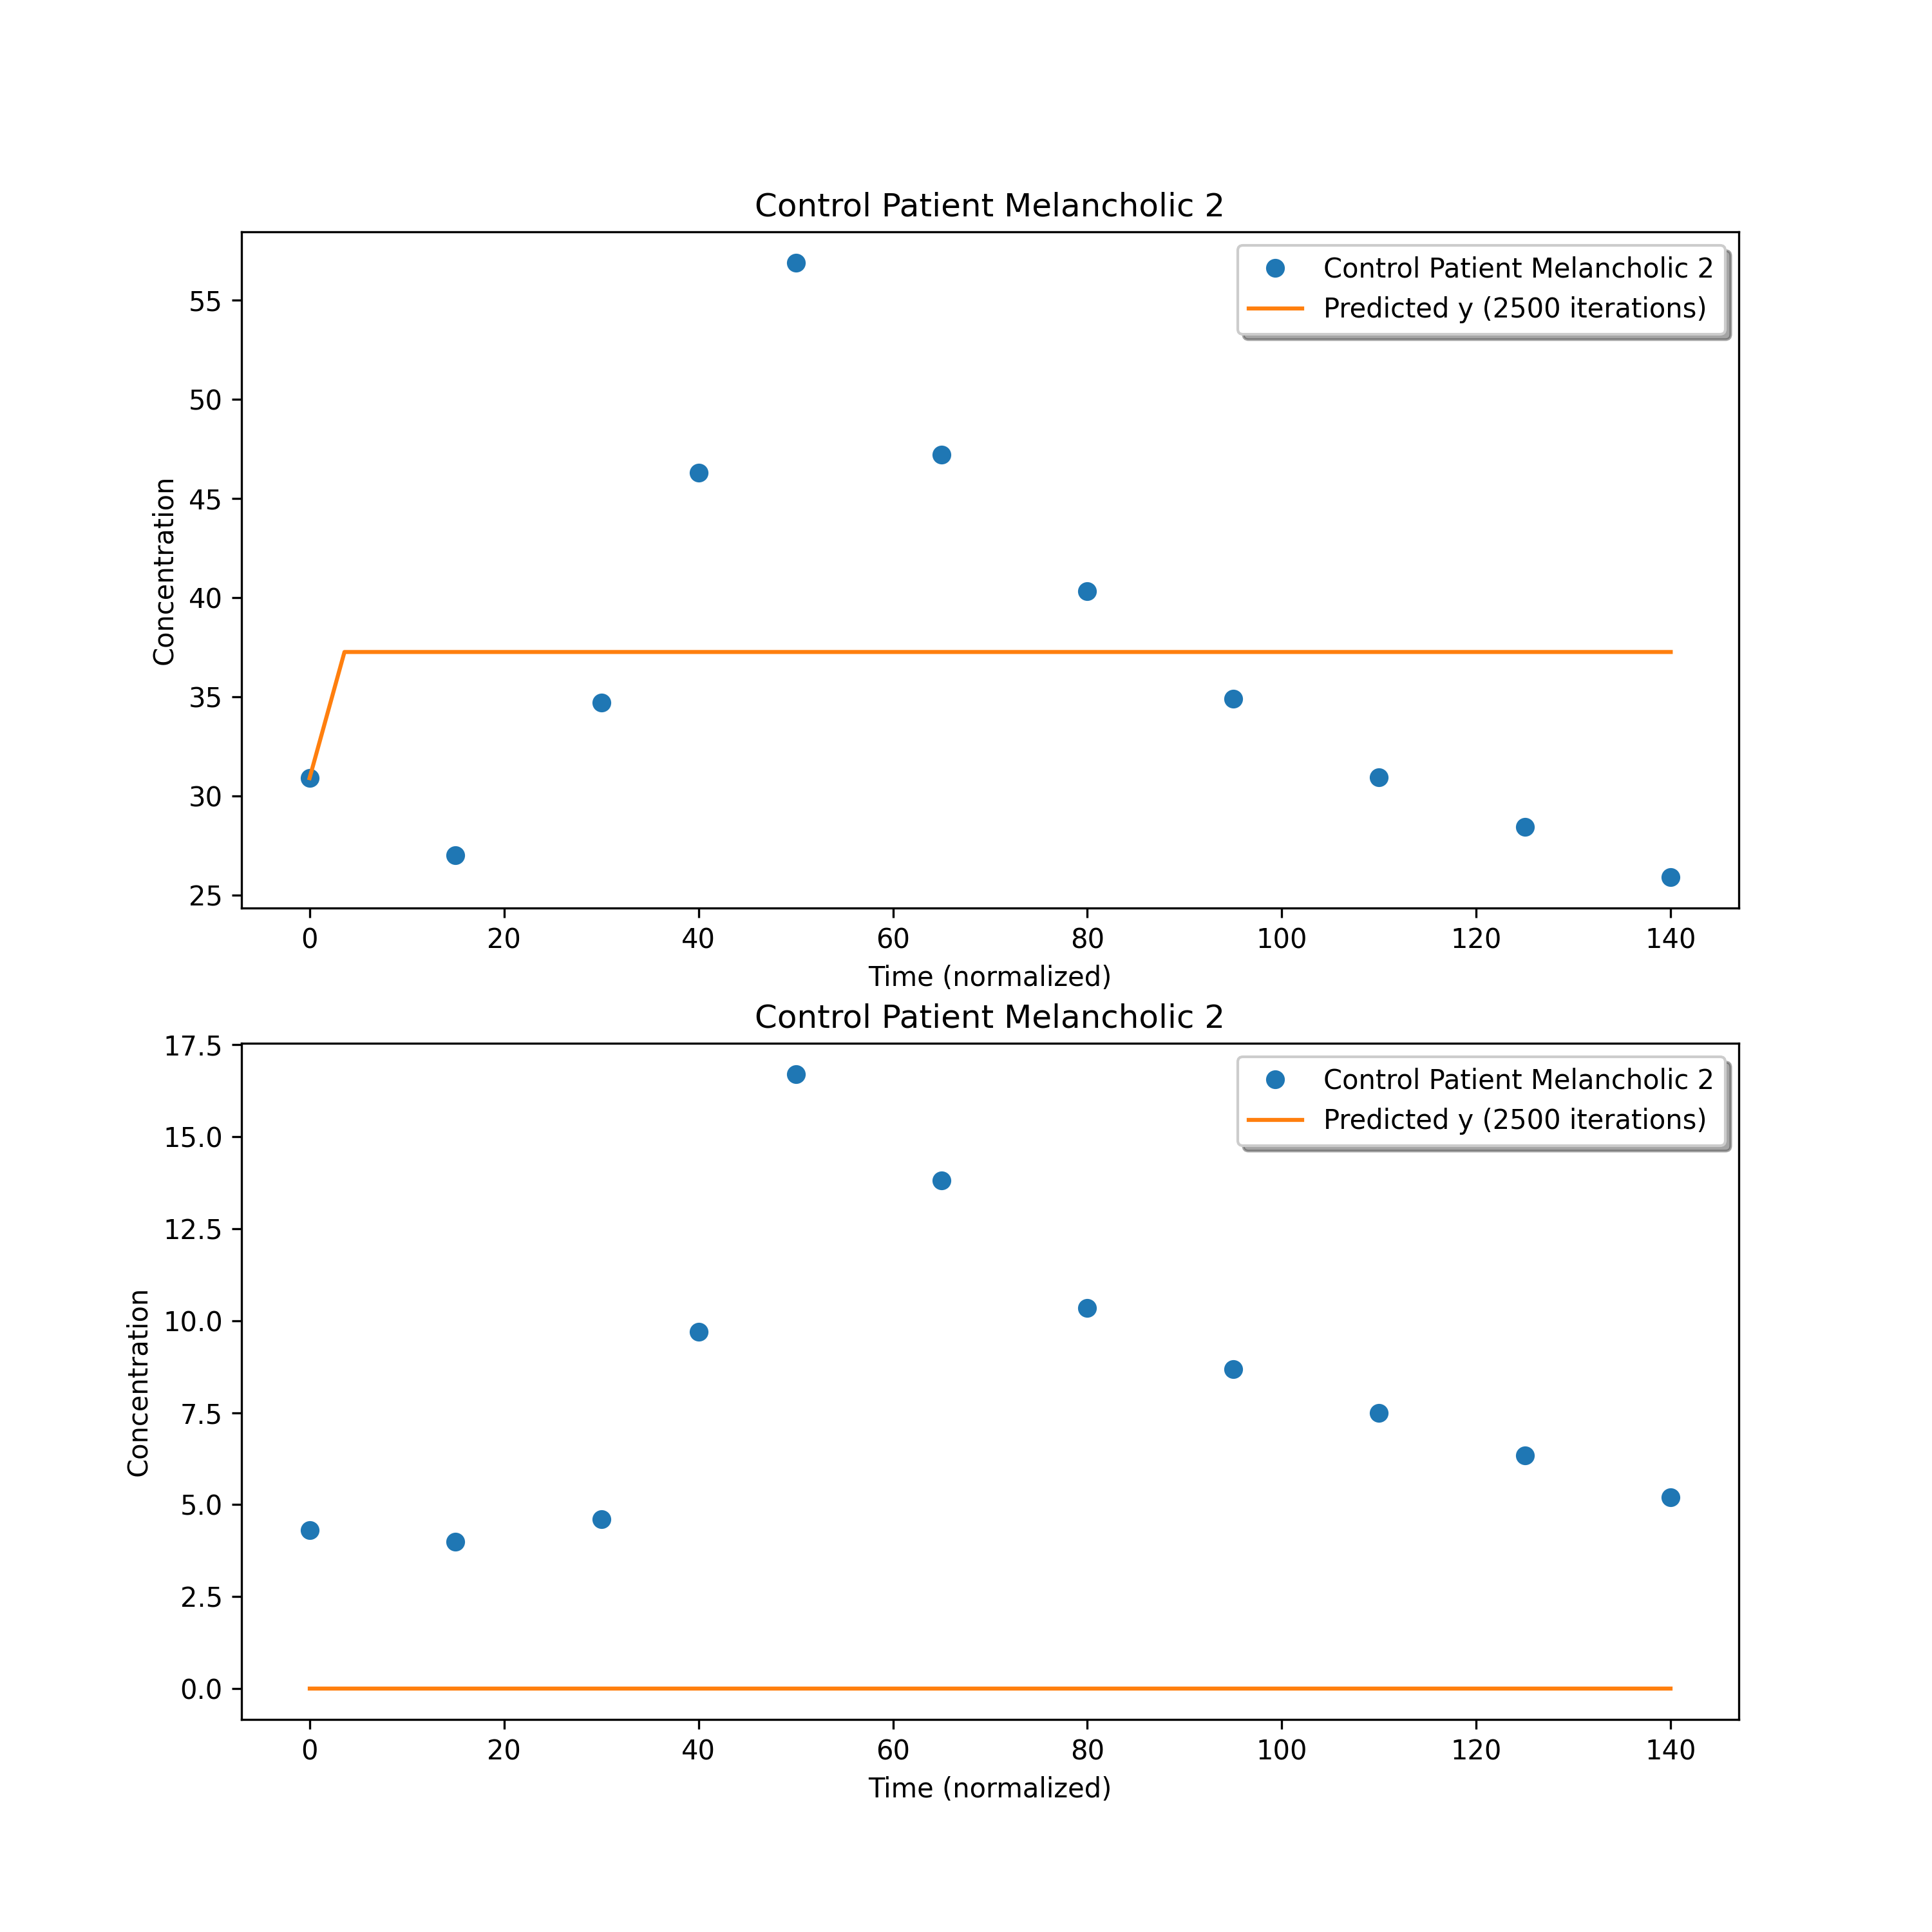 Control Patient Melancholic 2
Control Patient Melancholic 2
Predicted y (2500 iterations)
Concentration
55
50
45
40
35
30
25
0 20 40 60 80 100 120 140
Time (normalized)
Control Patient Melancholic 2
Control Patient Melancholic 2
Predicted y (2500 iterations)
Concentration
17.5
15.0
12.5
10.0
7.5
5.0
2.5
0.0
0 20 40 60 80 100 120 140
Time (normalized)